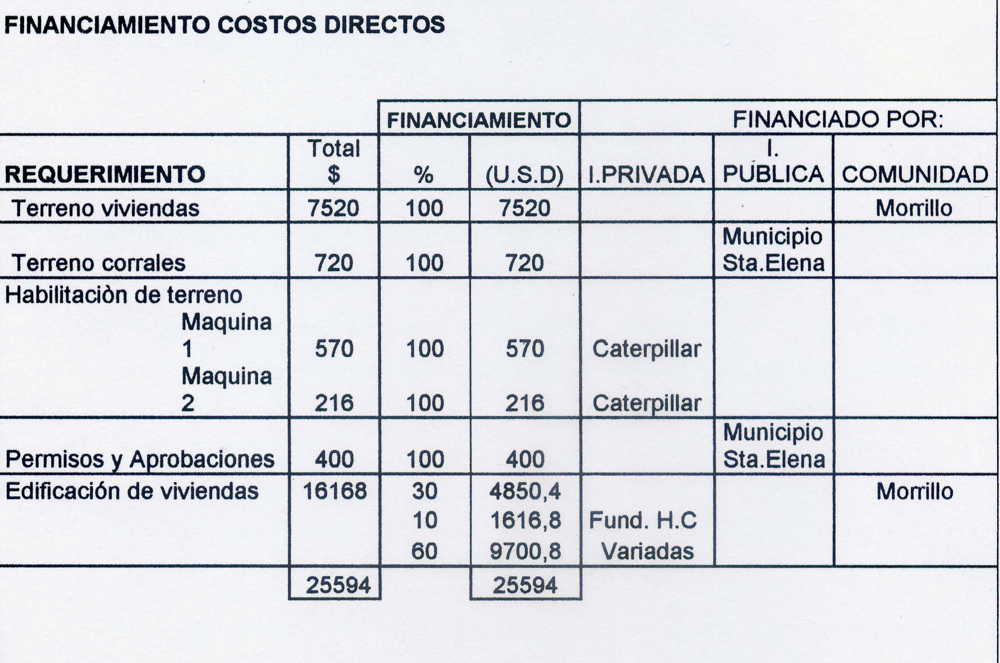 FINANCIAMIENTO COSTOS DIRECTOS
FINANCIAMIENTO FINANCIADO POR:
Total I.
REQUERIMIENTO $ % (U.S.D) I.PRIVADA PÙBLICA COMUNIDAD
Terreno viviendas 7520 100 7520 Morrillo
Municipio
Terreno corrales 720 100 720 Sta.Elena
Habilitaciòn de terreno
Maquina
1 570 100 570 Caterpillar
Maquina
2 216 100 216 Caterpillar
Municipio
Permisos y Aprobaciones 400 100 400 Sta.Elena
Edificación de viviendas 16168 30 4850,4 Morrillo
10 1616,8 Fund. H.C
60 9700,8 Variadas
25594 25594